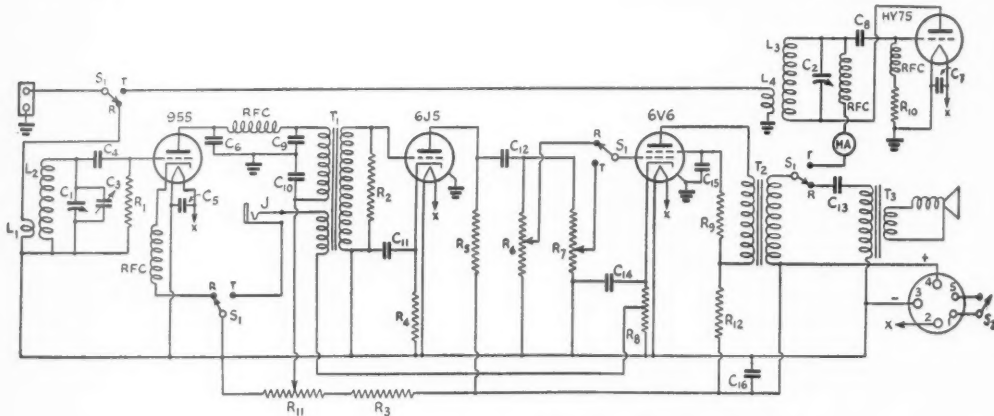 HY75
C8
L3
C2
RFC
RFC
C7
L4
R10
S1
T
R
MA
955
RFC
T1
6J5
6V6
C4
C6
C9
C12
R
S1
T
C15
T2
S1
T
R
L2
C1
C3
R1
C5
C10
R2
J
C13
T3
L1
RFC
C11
R5
R6
R7
R9
C14
R
T
S1
R4
R8
R12
+
-
4
5
3
2
1
X
S2
C16
R11
R3
X
X
X
X